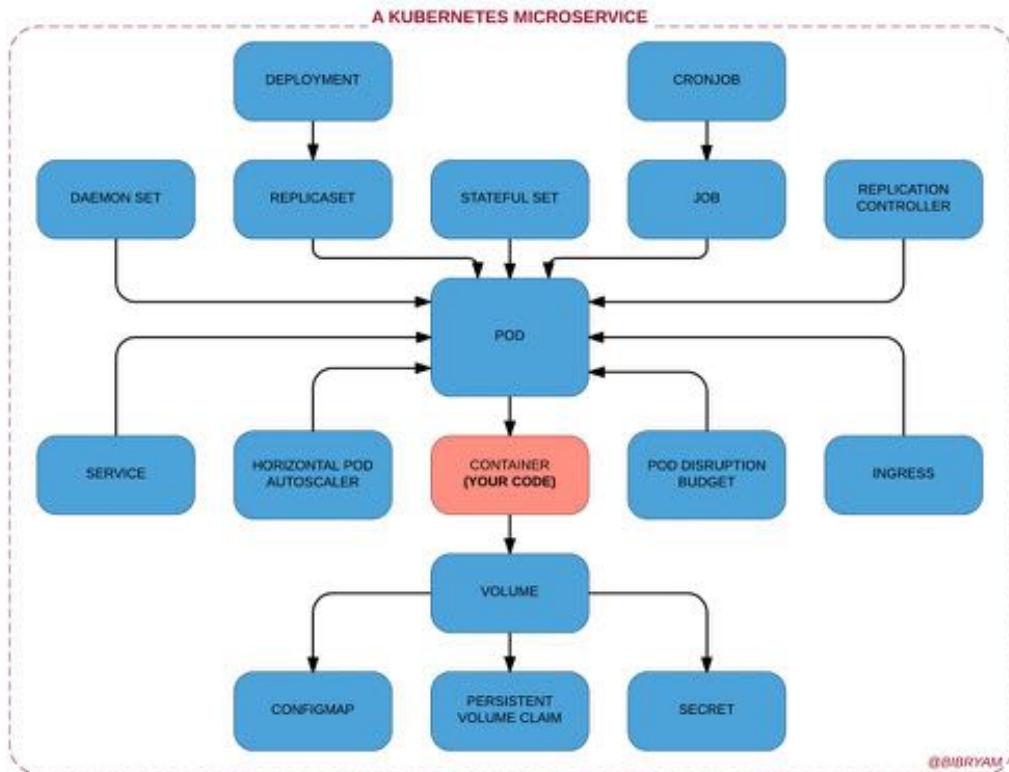 A KUBERNETES MICROSERVICE
DEPLOYMENT
CRONJOB
DAEMON SET
REPLICASET
STATEFUL SET
JOB
REPLICATION
CONTROLLER
POD
SERVICE
HORIZONTAL POD
AUTOSCALER
CONTAINER
(YOUR CODE)
POD DISRUPTION
BUDGET
INGRESS
VOLUME
CONFIGMAP
PERSISTENT
VOLUME CLAIM
SECRET
@BIBRYAM